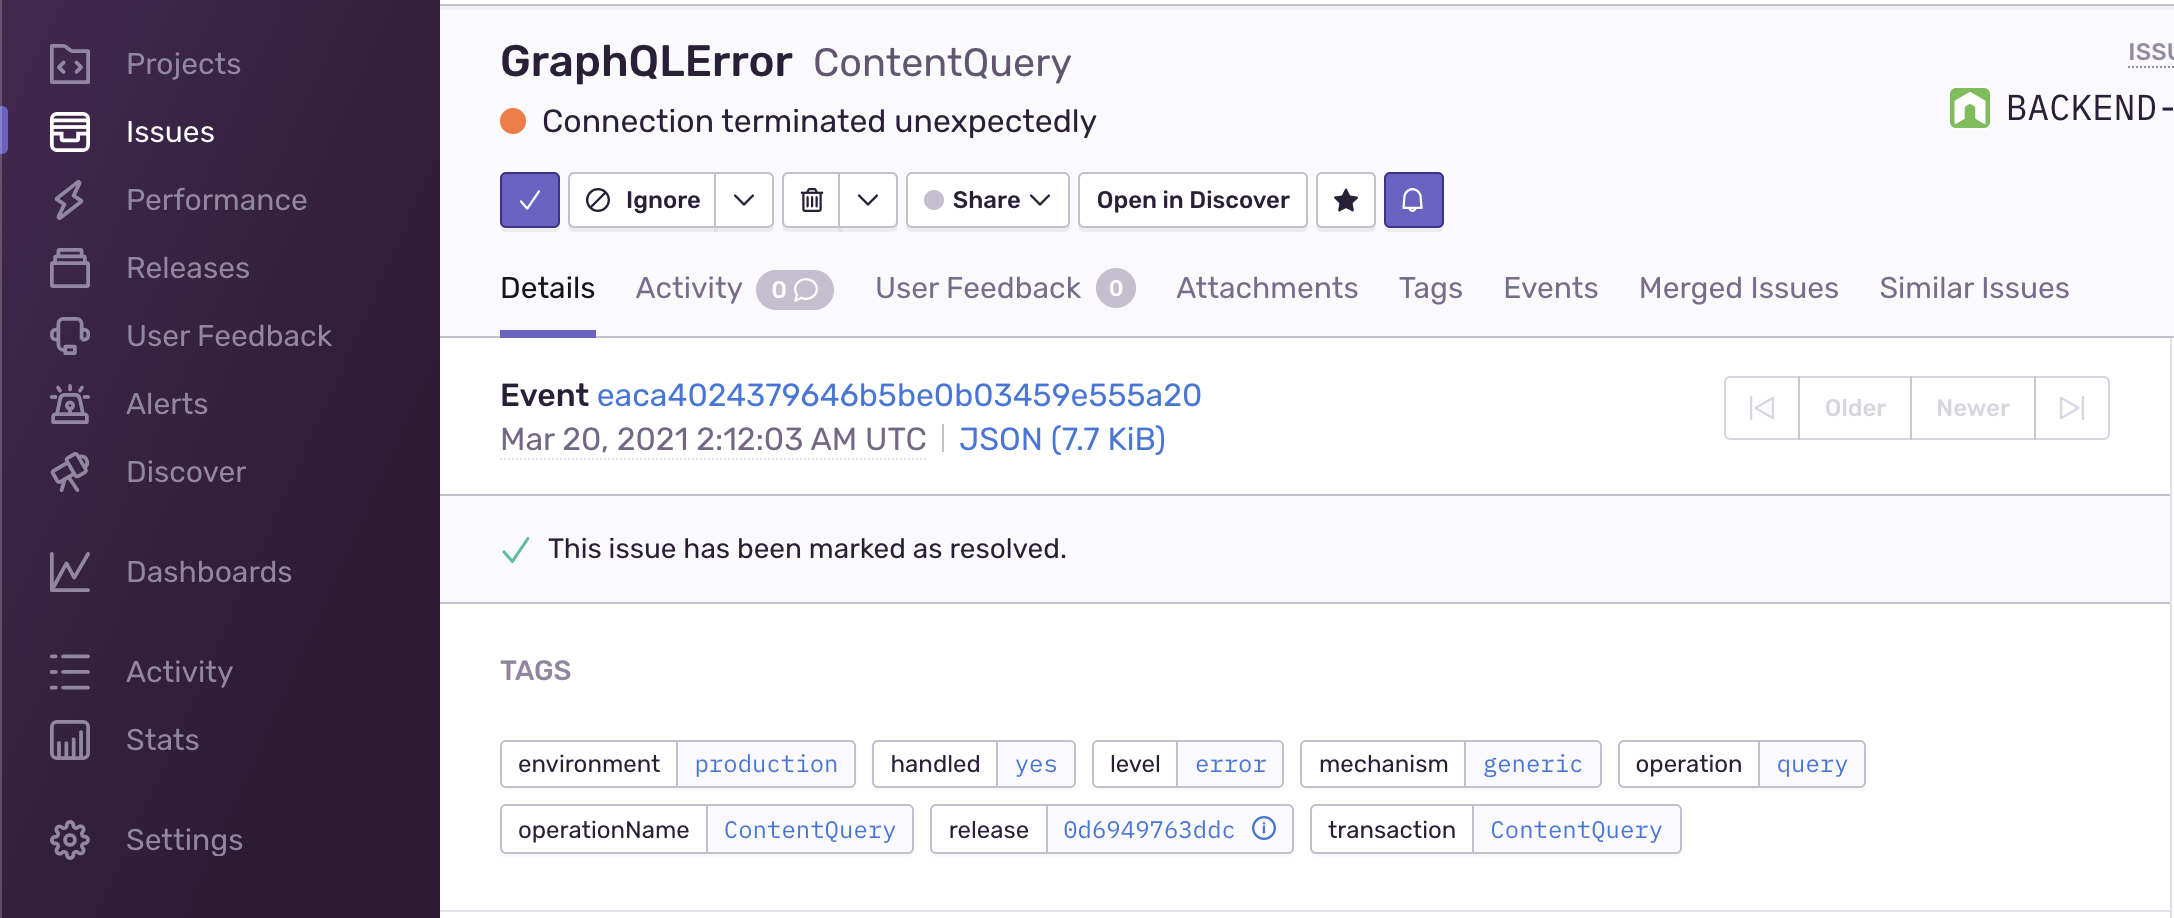 Projects
Issues
Performance
Releases
User Feedback
Alerts
Discover
Dashboards
Activity
Stats
Settings
GraphQLError ContentQuery
Connection terminated unexpectedly
BACKEND-
Ignore Share Open in Discover
Details Activity 0 User Feedback 0 Attachments Tags Events Merged Issues Similar Issues
Event eaca4024379646b5be0b03459e555a20
Mar 20, 2021 2:12:03 AM UTC | JSON (7.7 KiB)
Older Newer
This issue has been marked as resolved.
TAGS
environment production handled yes level error mechanism generic operation query
operationName ContentQuery release 0d6949763ddc transaction ContentQuery